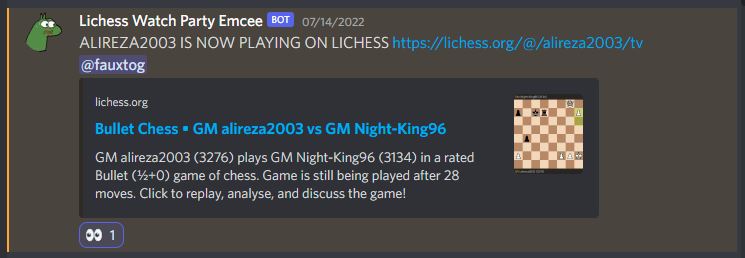 Lichess Watch Party Emcee BOT 07/14/2022
ALIREZA2003 IS NOW PLAYING ON LICHESS https://lichess.org/@/alireza2003/tv
@fauxtog
lichess.org
Bullet Chess • GM alireza2003 vs GM Night-King96
GM alireza2003 (3276) plays GM Night-King96 (3134) in a rated
Bullet (½+0) game of chess. Game is still being played after 28
moves. Click to replay, analyse, and discuss the game!
👀 1